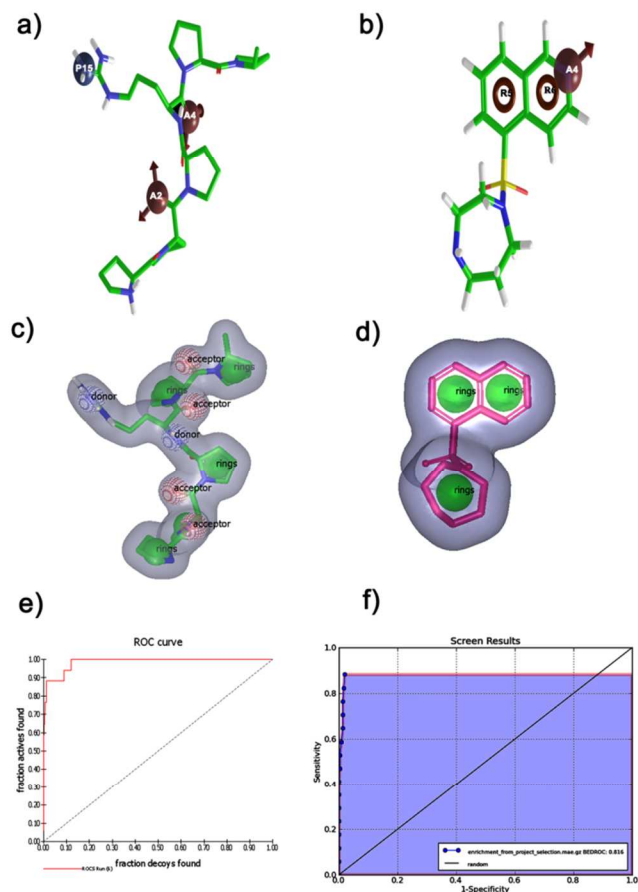 a)
b)
P15
A4
A2
R5
R6
A4
c)
d)
acceptor
rings
rings
acceptor
donor
donor
rings
acceptor
acceptor
rings
rings
rings
rings
e)
f)
ROC curve
1.00
0.90
0.80
0.70
0.60
0.50
0.40
0.30
0.20
0.10
0.00
fraction actives found
0.00 0.10 0.20 0.30 0.40 0.50 0.60 0.70 0.80 0.90 1.00
fraction decoys found
Screen Results
1.0
0.8
0.6
0.4
0.2
0.0
Sensitivity
0.2 0.4 0.6 0.8 1.0
1-Specificity
enrichment_from_project_selection.mae.gz BEDROC: 0.816
random